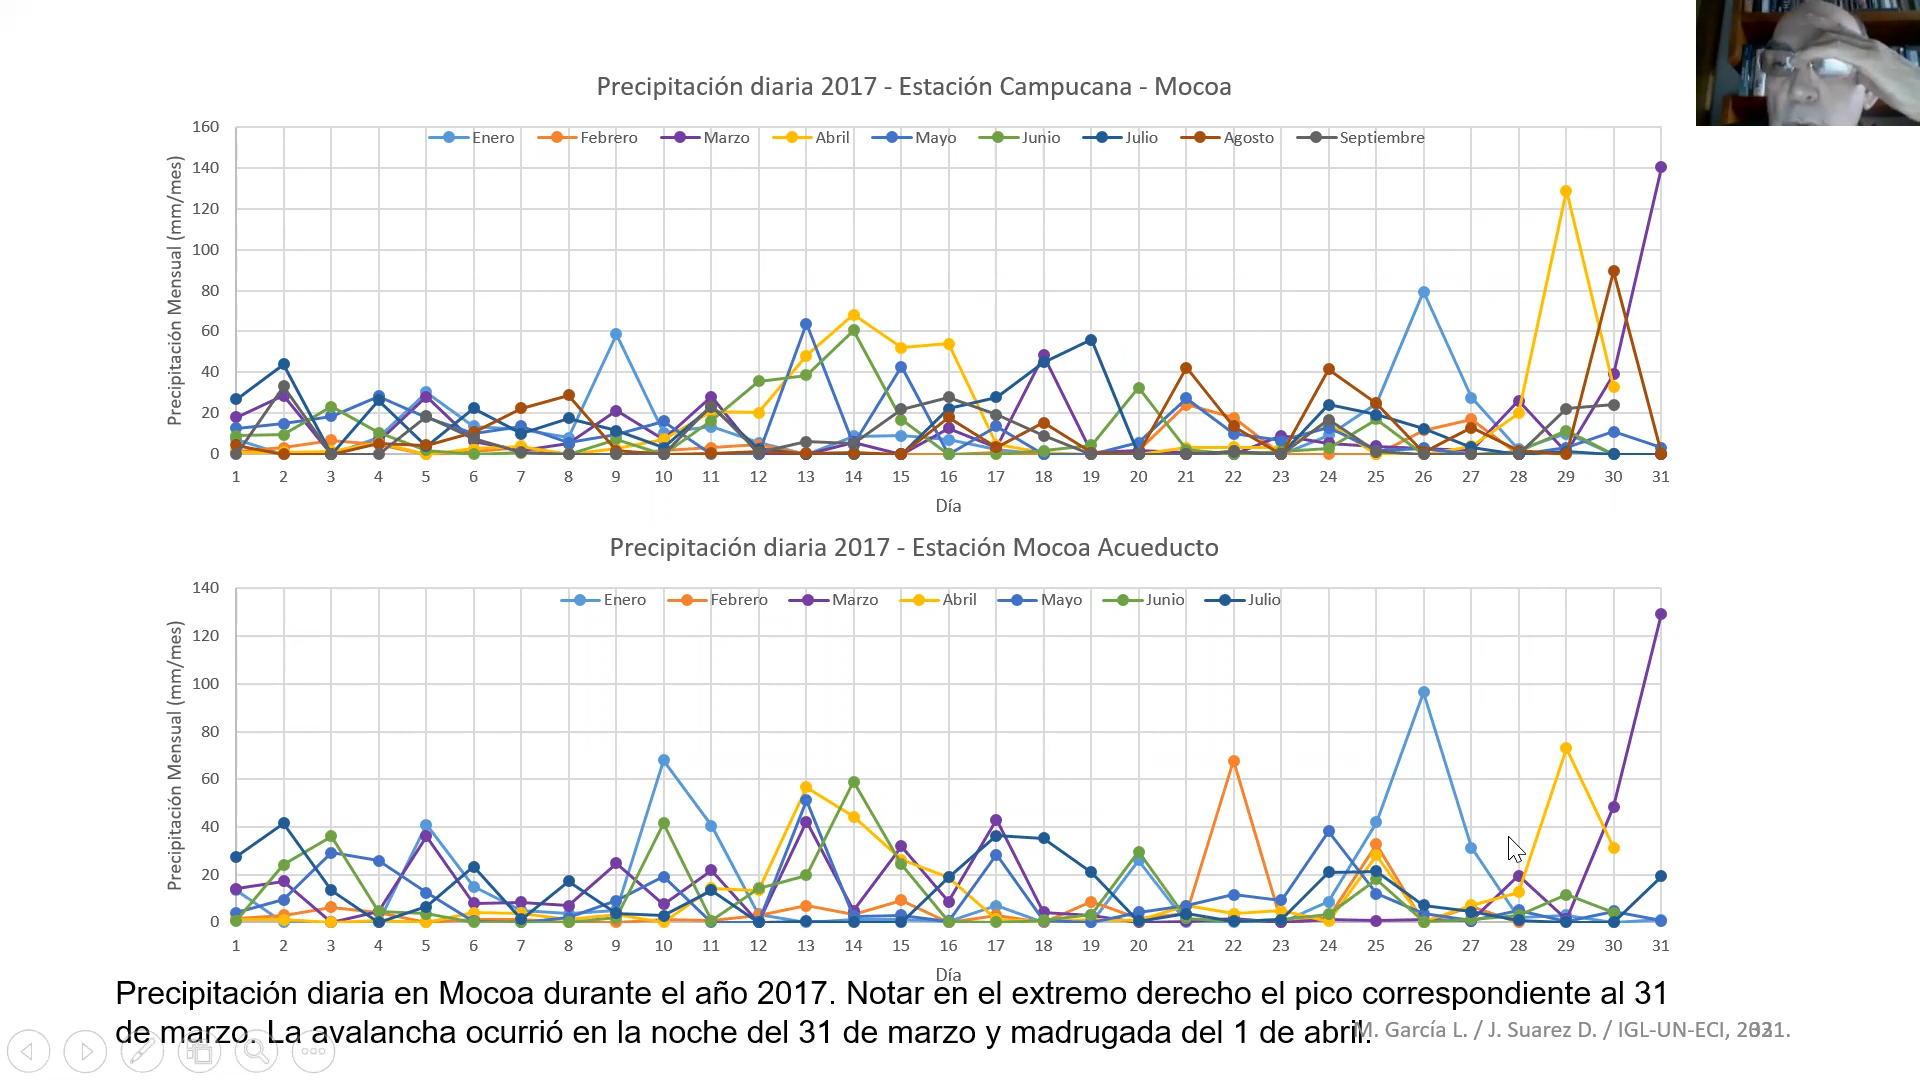 Precipitación diaria 2017 - Estación Campucana - Mocoa
Enero Febrero Marzo Abril Mayo Junio Julio Agosto Septiembre
Precipitación Mensual (mm/mes)
160
140
120
100
80
60
40
20
0
1 2 3 4 5 6 7 8 9 10 11 12 13 14 15 16 17 18 19 20 21 22 23 24 25 26 27 28 29 30 31
Día
Precipitación diaria 2017 - Estación Mocoa Acueducto
Enero Febrero Marzo Abril Mayo Junio Julio
Precipitación Mensual (mm/mes)
140
120
100
80
60
40
20
0
1 2 3 4 5 6 7 8 9 10 11 12 13 14 15 16 17 18 19 20 21 22 23 24 25 26 27 28 29 30 31
Día
Precipitación diaria en Mocoa durante el año 2017. Notar en el extremo derecho el pico correspondiente al 31
de marzo. La avalancha ocurrió en la noche del 31 de marzo y madrugada del 1 de abril.
M. García L. / J. Suarez D. / IGL-UN-ECI,